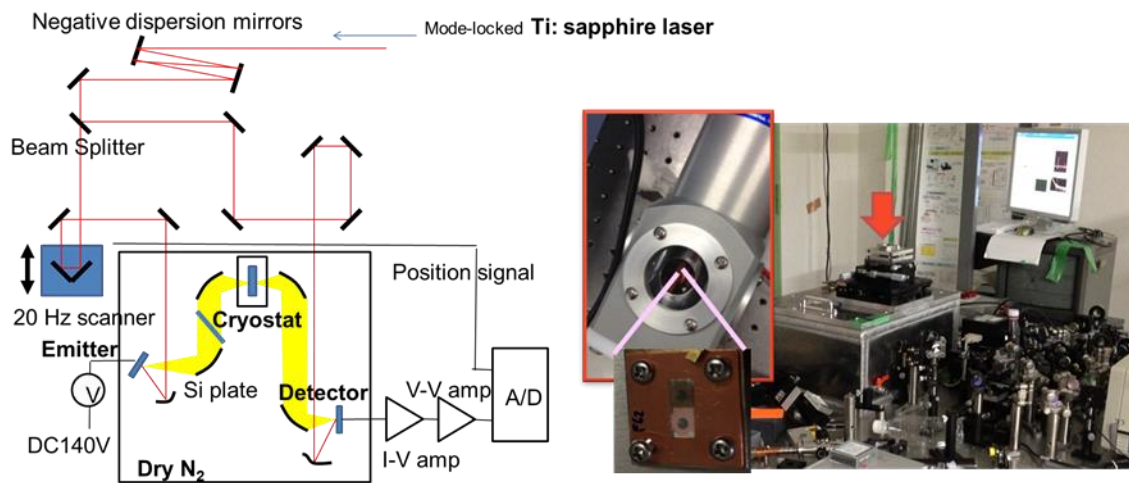 Negative dispersion mirrors
Mode-locked Ti: sapphire laser
Beam Splitter
20 Hz scanner
Position signal
Cryostat
Emitter
Si plate
Detector
V-V amp
A/D
V
DC140V
I-V amp
Dry N₂
F62